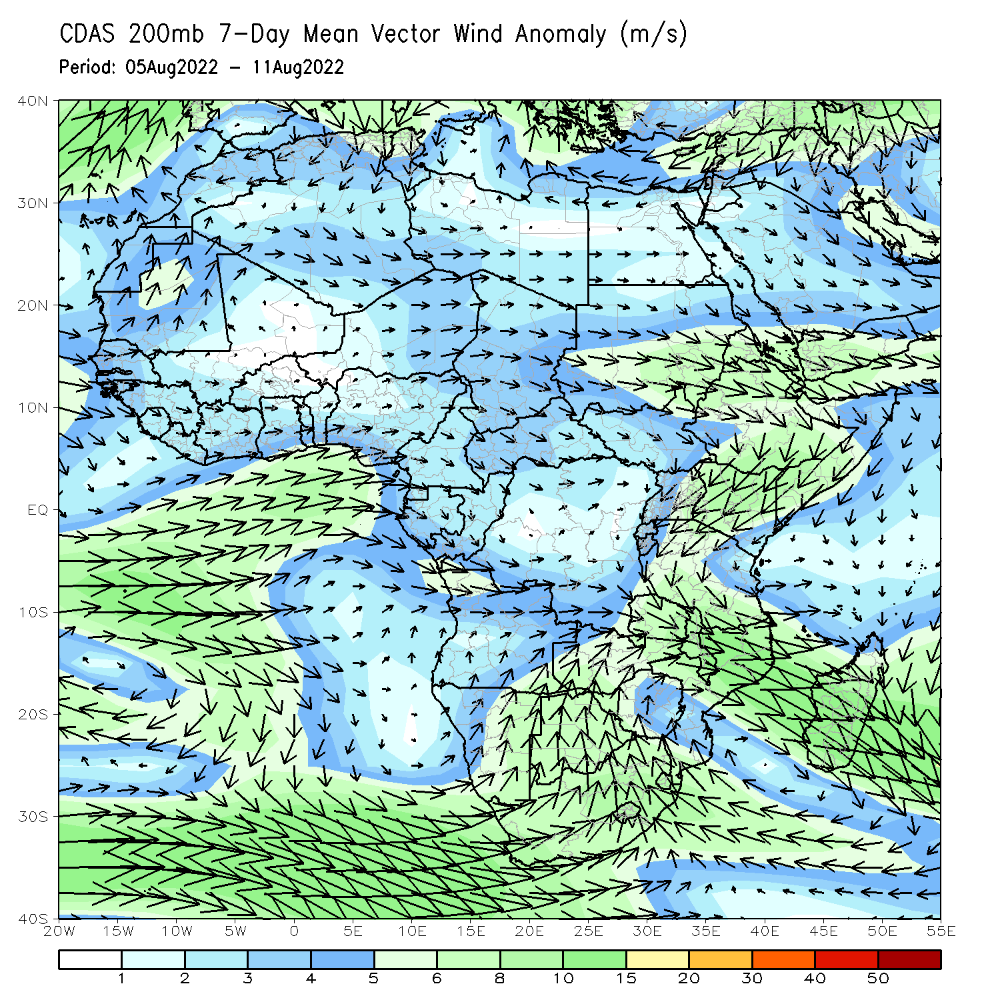 CDAS 200mb 7-Day Mean Vector Wind Anomaly (m/s)
Period: 05Aug2022 - 11Aug2022
40N
30N
20N
10N
EQ
10S
20S
30S
40S
20W 15W 10W 5W 0 5E 10E 15E 20E 25E 30E 35E 40E 45E 50E 55E
1 2 3 4 5 6 8 10 15 20 30 40 50